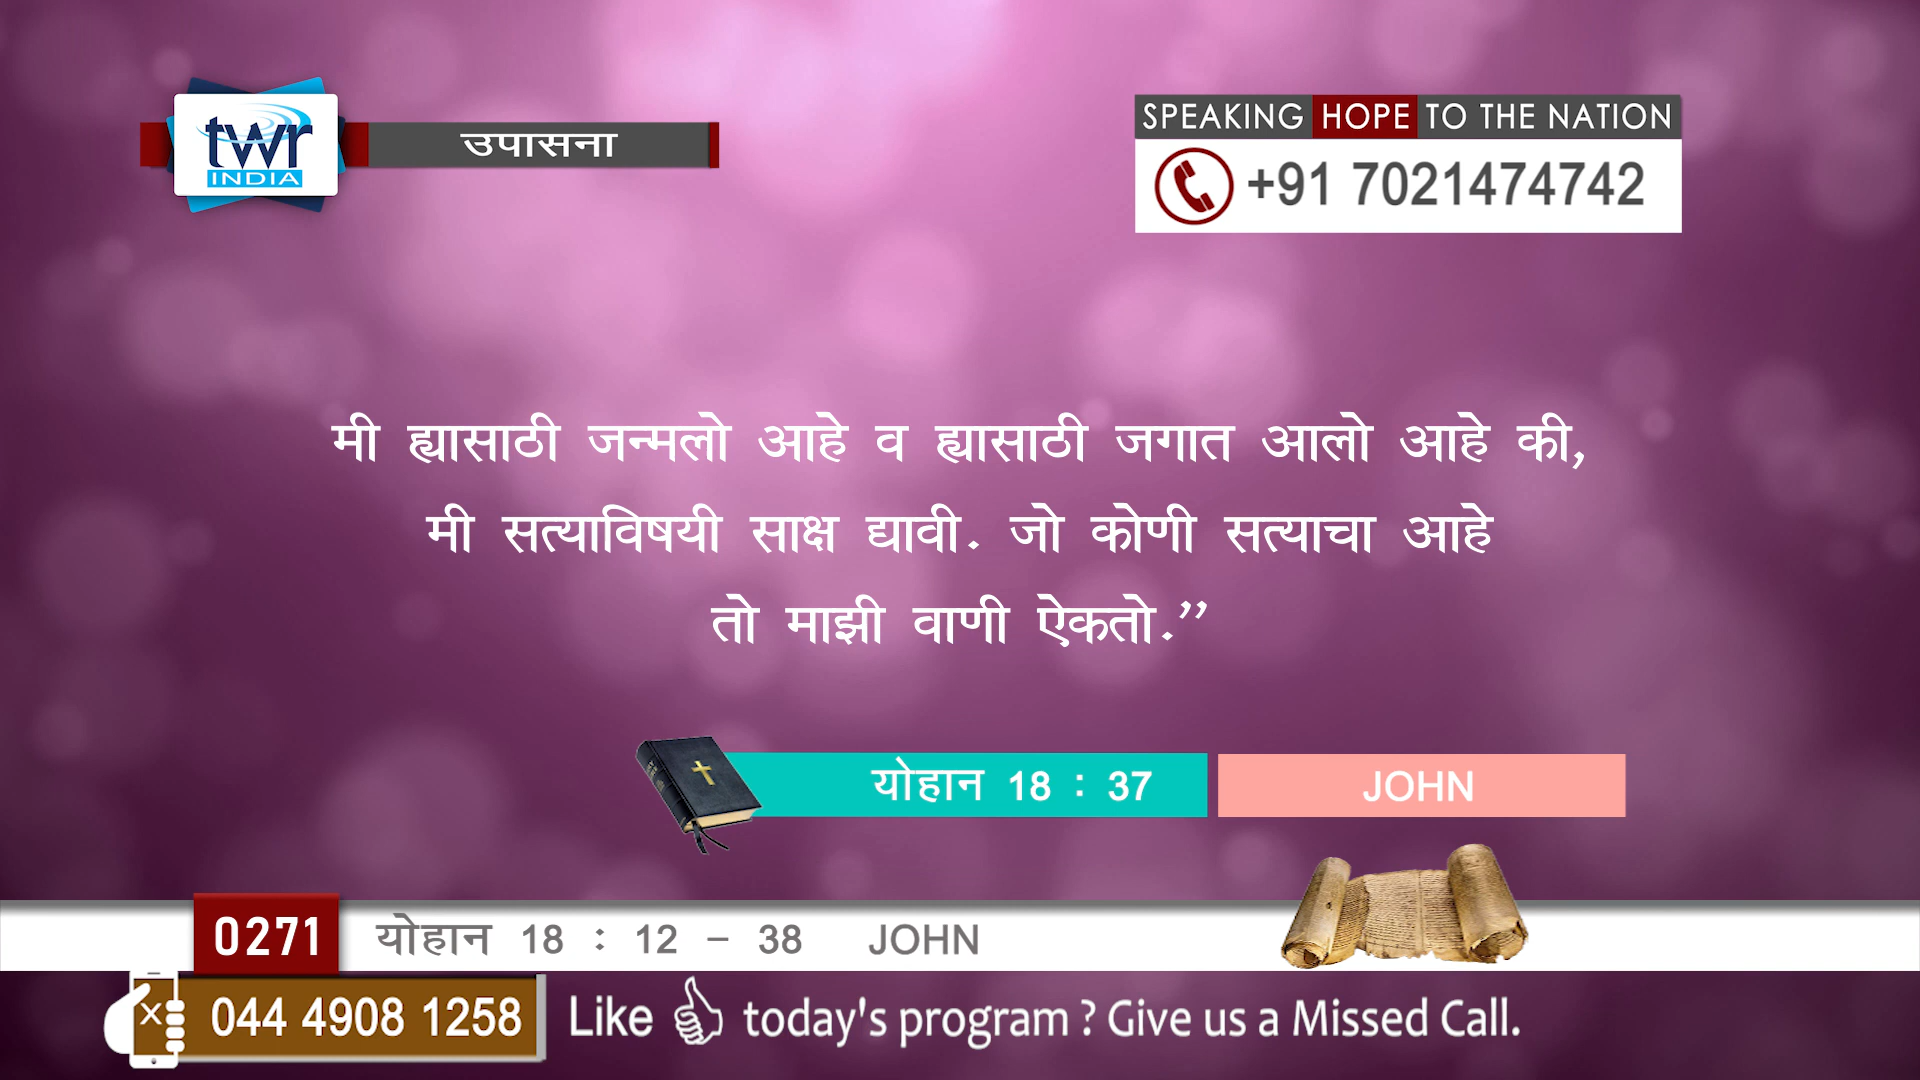 twr
INDIA
उपासना
SPEAKING HOPE TO THE NATION
+91 7021474742
मी ह्यासाठी जन्मलो आहे व ह्यासाठी जगात आलो आहे की,
मी सत्याविषयी साक्ष द्यावी. जो कोणी सत्याचा आहे
तो माझी वाणी ऐकतो.”
योहान 18 : 37 JOHN
0271 योहान 18 : 12 - 38 JOHN
044 4908 1258 Like today's program ? Give us a Missed Call.